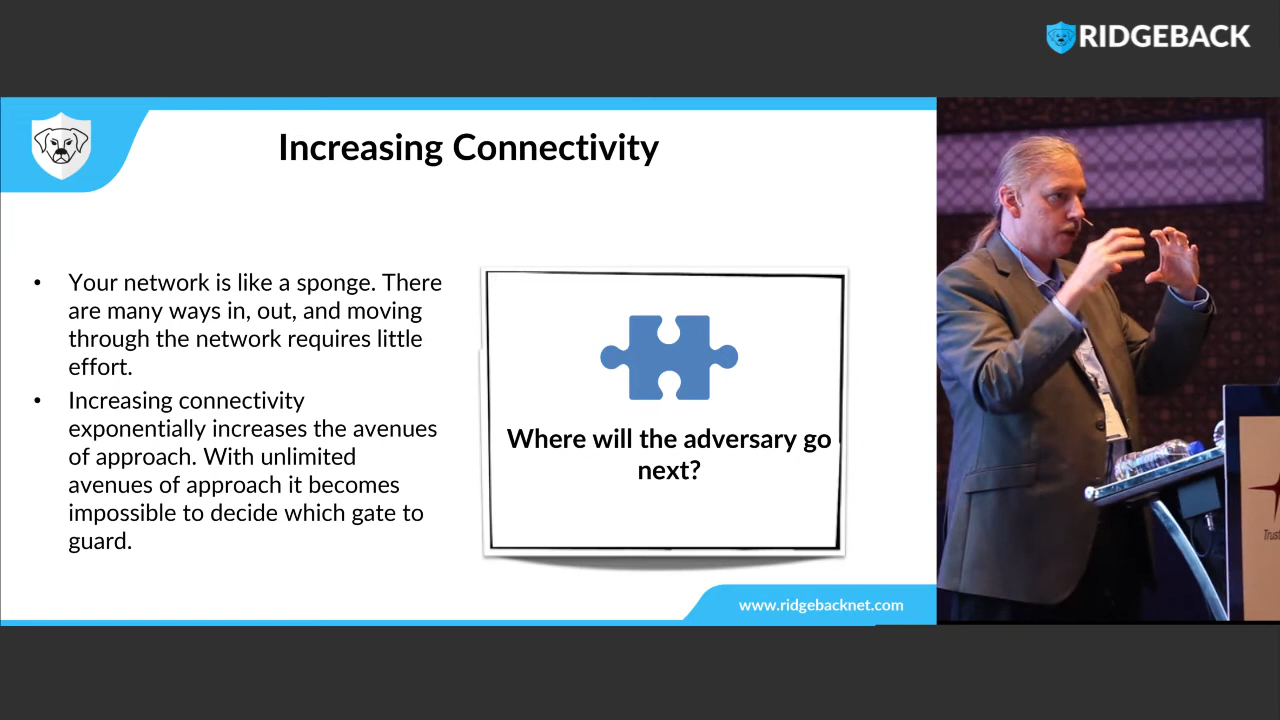 RIDGEBACK
Increasing Connectivity
• Your network is like a sponge. There
are many ways in, out, and moving
through the network requires little
effort.
• Increasing connectivity
exponentially increases the avenues
of approach. With unlimited
avenues of approach it becomes
impossible to decide which gate to
guard.
Where will the adversary go
next?
www.ridgebacknet.com
Trust